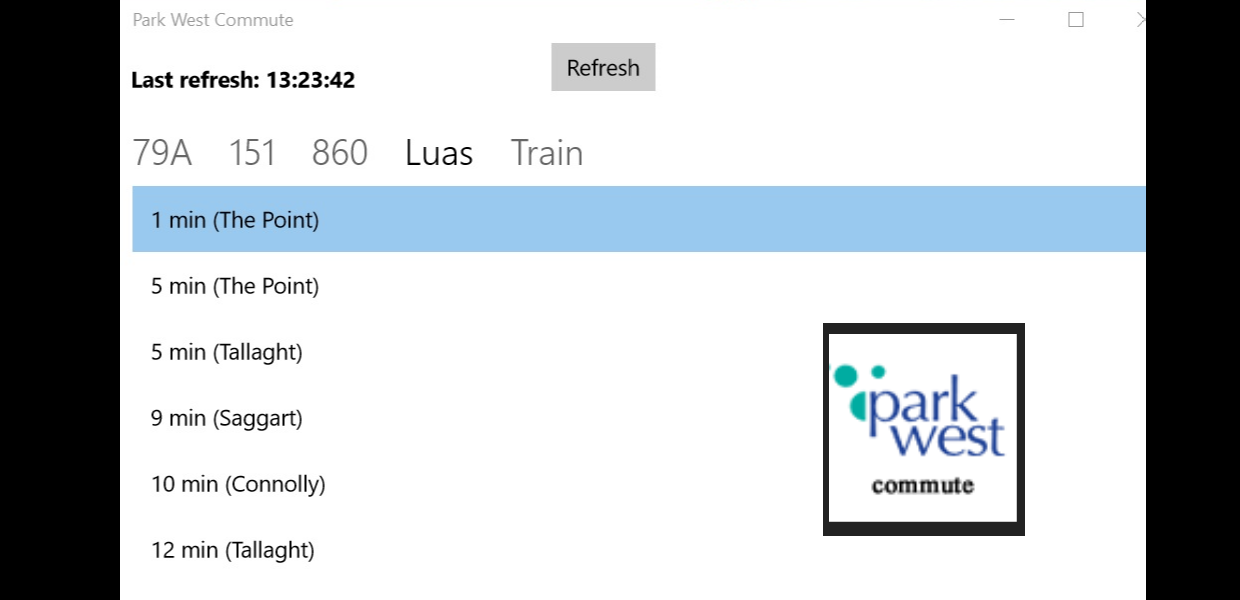 Park West Commute
Last refresh: 13:23:42
Refresh
79A 151 860 Luas Train
1 min (The Point)
5 min (The Point)
5 min (Tallaght)
9 min (Saggart)
10 min (Connolly)
12 min (Tallaght)
park
west
commute